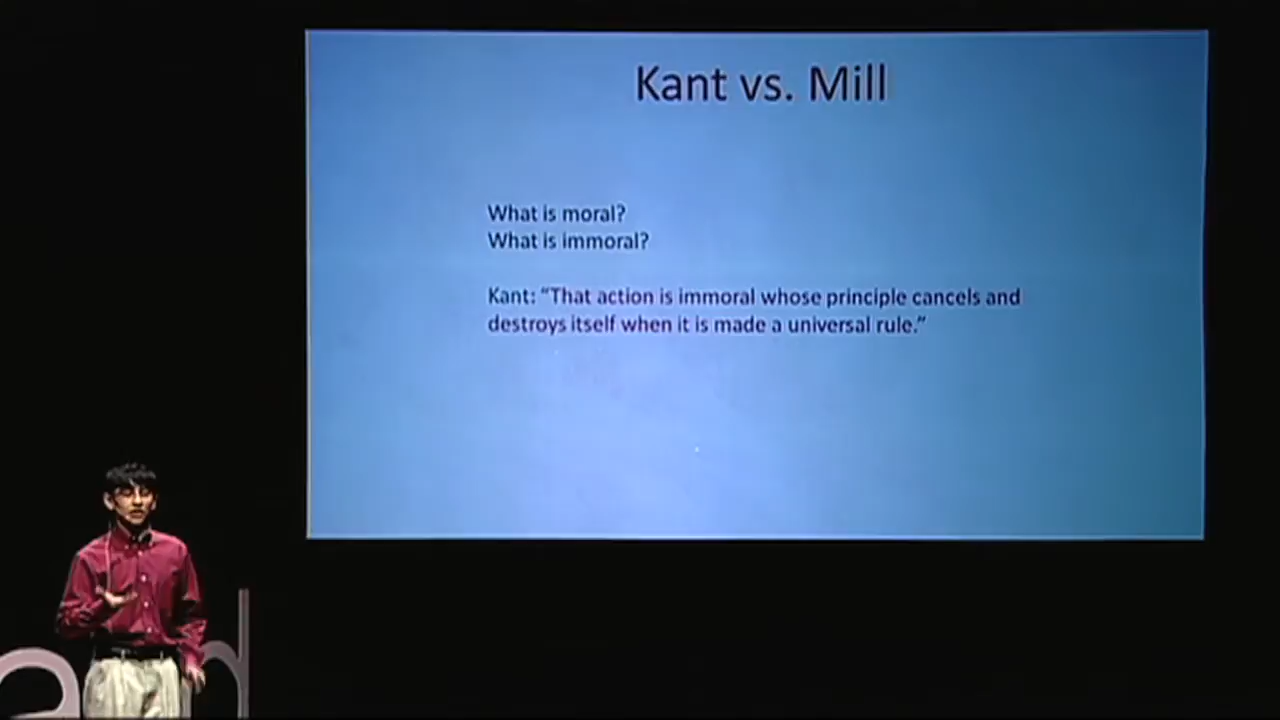 Kant vs. Mill
What is moral?
What is immoral?
Kant: “That action is immoral whose principle cancels and
destroys itself when it is made a universal rule.”
a d